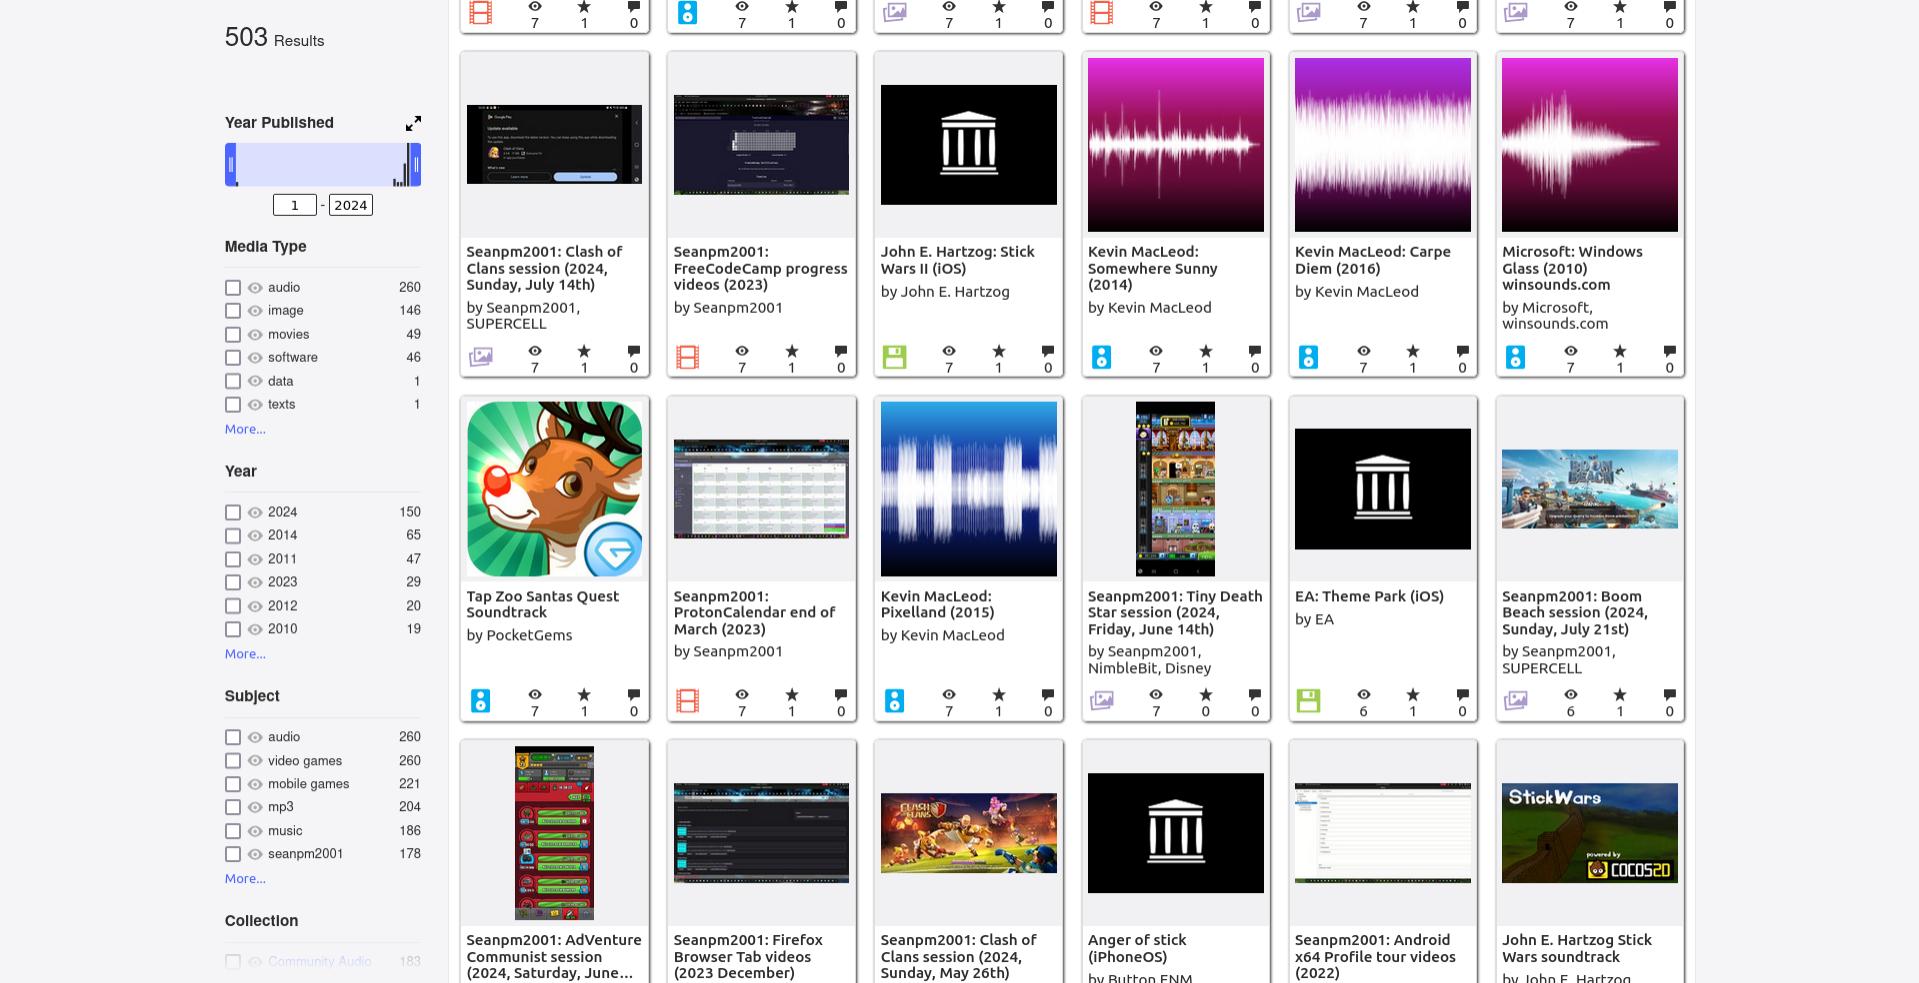 503 Results
Year Published
1 - 2024
Media Type
audio 260
image 146
movies 49
software 46
data 1
texts 1
More...
Year
2024 150
2014 65
2011 47
2023 29
2012 20
2010 19
More...
Subject
audio 260
video games 260
mobile games 221
mp3 204
music 186
seanpm2001 178
More...
Collection
Community Audio 183
7 1 0
7 1 0
7 1 0
7 1 0
7 1 0
7 1 0
Google Play
Update available
Seanpm2001: Clash of
Clans session (2024,
Sunday, July 14th)
by Seanpm2001,
SUPERCELL
7 1 0
Seanpm2001:
FreeCodeCamp progress
videos (2023)
by Seanpm2001
7 1 0
John E. Hartzog: Stick
Wars II (iOS)
by John E. Hartzog
7 1 0
Kevin MacLeod:
Somewhere Sunny
(2014)
by Kevin MacLeod
7 1 0
Kevin MacLeod: Carpe
Diem (2016)
by Kevin MacLeod
7 1 0
Microsoft: Windows
Glass (2010)
winsounds.com
by Microsoft,
winsounds.com
7 1 0
Tap Zoo Santas Quest
Soundtrack
by PocketGems
7 1 0
Seanpm2001:
ProtonCalendar end of
March (2023)
by Seanpm2001
7 1 0
Kevin MacLeod:
Pixelland (2015)
by Kevin MacLeod
7 1 0
Seanpm2001: Tiny Death
Star session (2024,
Friday, June 14th)
by Seanpm2001,
NimbleBit, Disney
7 0 0
EA: Theme Park (iOS)
by EA
6 1 0
BOOM
BEACH
Seanpm2001: Boom
Beach session (2024,
Sunday, July 21st)
by Seanpm2001,
SUPERCELL
6 1 0
Seanpm2001: AdVenture
Communist session
(2024, Saturday, June...
Seanpm2001: Firefox
Browser Tab videos
(2023 December)
CLASH
CLANS
Seanpm2001: Clash of
Clans session (2024,
Sunday, May 26th)
Anger of stick
(iPhoneOS)
by Button ENM
Seanpm2001: Android
x64 Profile tour videos
(2022)
StickWars
powered by
COCOS2D
John E. Hartzog Stick
Wars soundtrack
by John E. Hartzog